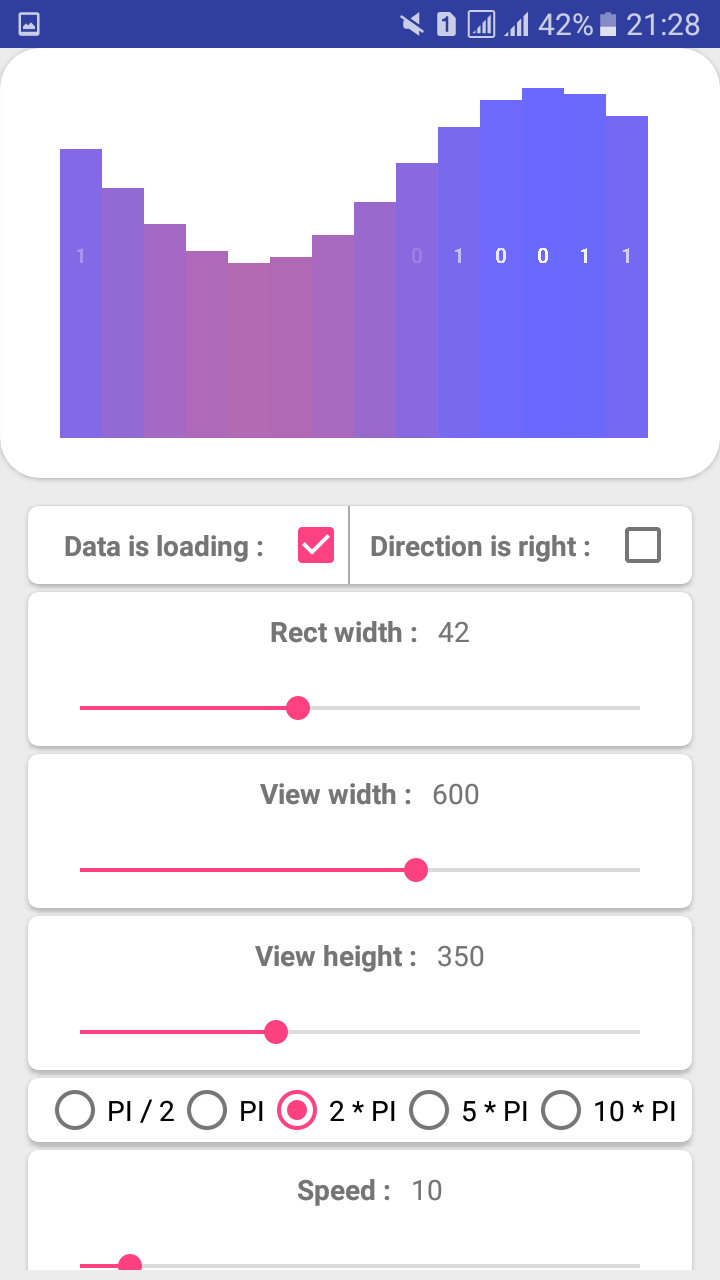 1 42% 21:28
1 0 1 0 0 1 1
Data is loading : Direction is right :
Rect width : 42
View width : 600
View height : 350
PI / 2 PI 2 * PI 5 * PI 10 * PI
Speed : 10